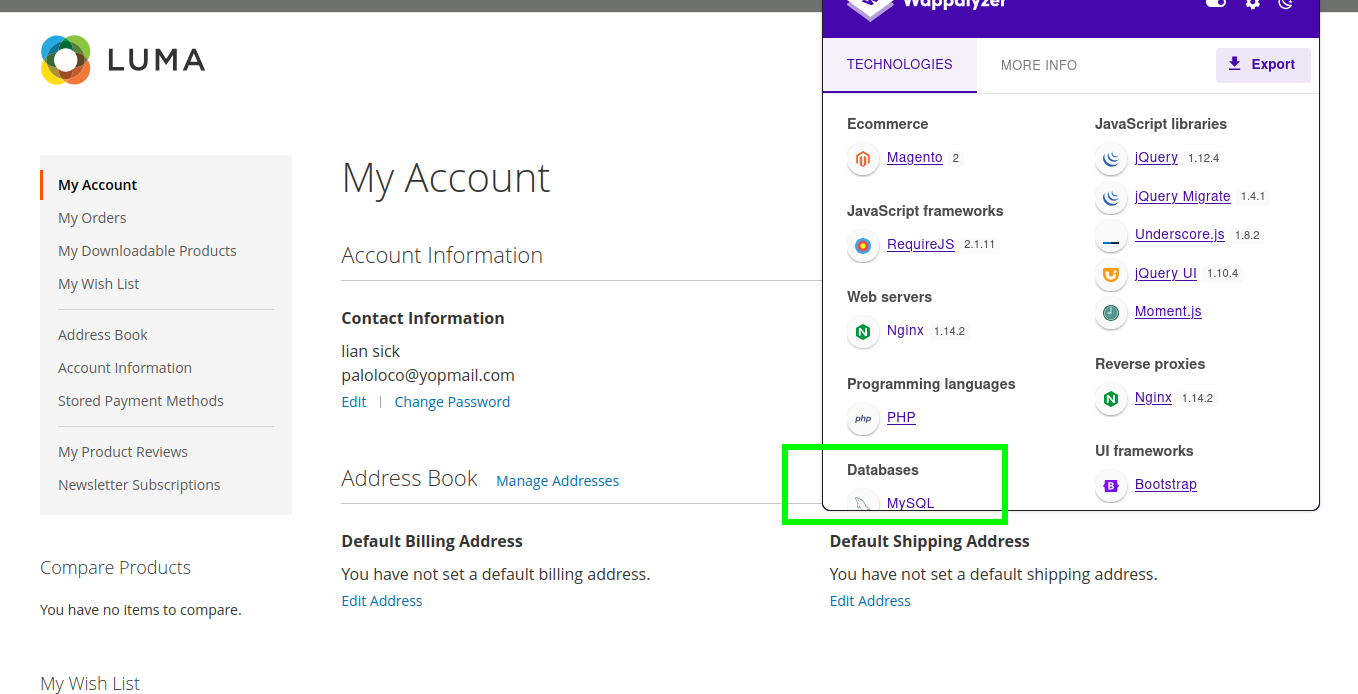 Wappalyzer
LUMA
TECHNOLOGIES
MORE INFO
Export
My Account
My Orders
My Downloadable Products
My Wish List
Address Book
Account Information
Stored Payment Methods
My Product Reviews
Newsletter Subscriptions
Compare Products
You have no items to compare.
My Wish List
My Account
Account Information
Contact Information
lian sick
paloloco@yopmail.com
Edit | Change Password
Address Book Manage Addresses
Default Billing Address
You have not set a default billing address.
Edit Address
Default Shipping Address
You have not set a default shipping address.
Edit Address
Ecommerce
Magento 2
JavaScript frameworks
RequireJS 2.1.11
Web servers
Nginx 1.14.2
Programming languages
php PHP
Databases
MySQL
JavaScript libraries
jQuery 1.12.4
jQuery Migrate 1.4.1
Underscore.js 1.8.2
jQuery UI 1.10.4
Moment.js
Reverse proxies
Nginx 1.14.2
UI frameworks
Bootstrap